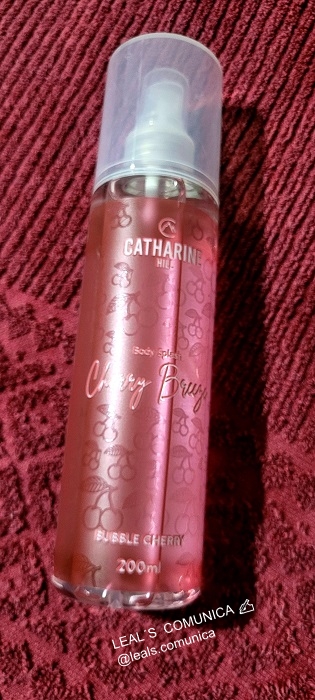 CATHARINE
HILL
Body Splash
Cherry Breeze
BUBBLE CHERRY
200ml
LEAL´S COMUNICA ✍
@leals.comunica